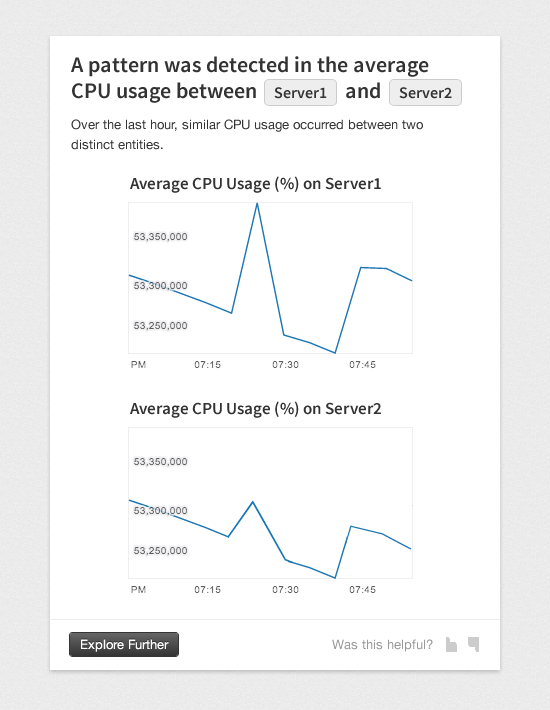 A pattern was detected in the average
CPU usage between Server1 and Server2
Over the last hour, similar CPU usage occurred between two
distinct entities.
Average CPU Usage (%) on Server1
53,350,000
53,300,000
53,250,000
PM 07:15 07:30 07:45
Average CPU Usage (%) on Server2
53,350,000
53,300,000
53,250,000
PM 07:15 07:30 07:45
Explore Further Was this helpful?